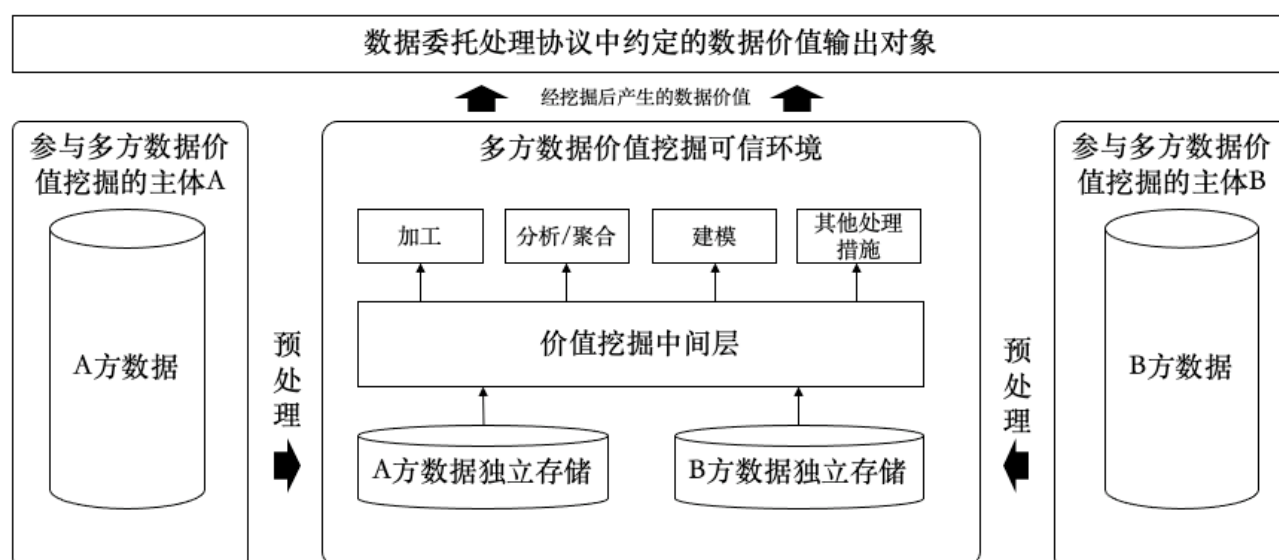 数据委托处理协议中约定的数据价值输出对象
经挖掘后产生的数据价值
参与多方数据价
值挖掘的主体A
A方数据
预处理
多方数据价值挖掘可信环境
加工
分析/聚合
建模
其他处理
措施
价值挖掘中间层
A方数据独立存储
B方数据独立存储
预处理
参与多方数据价
值挖掘的主体B
B方数据